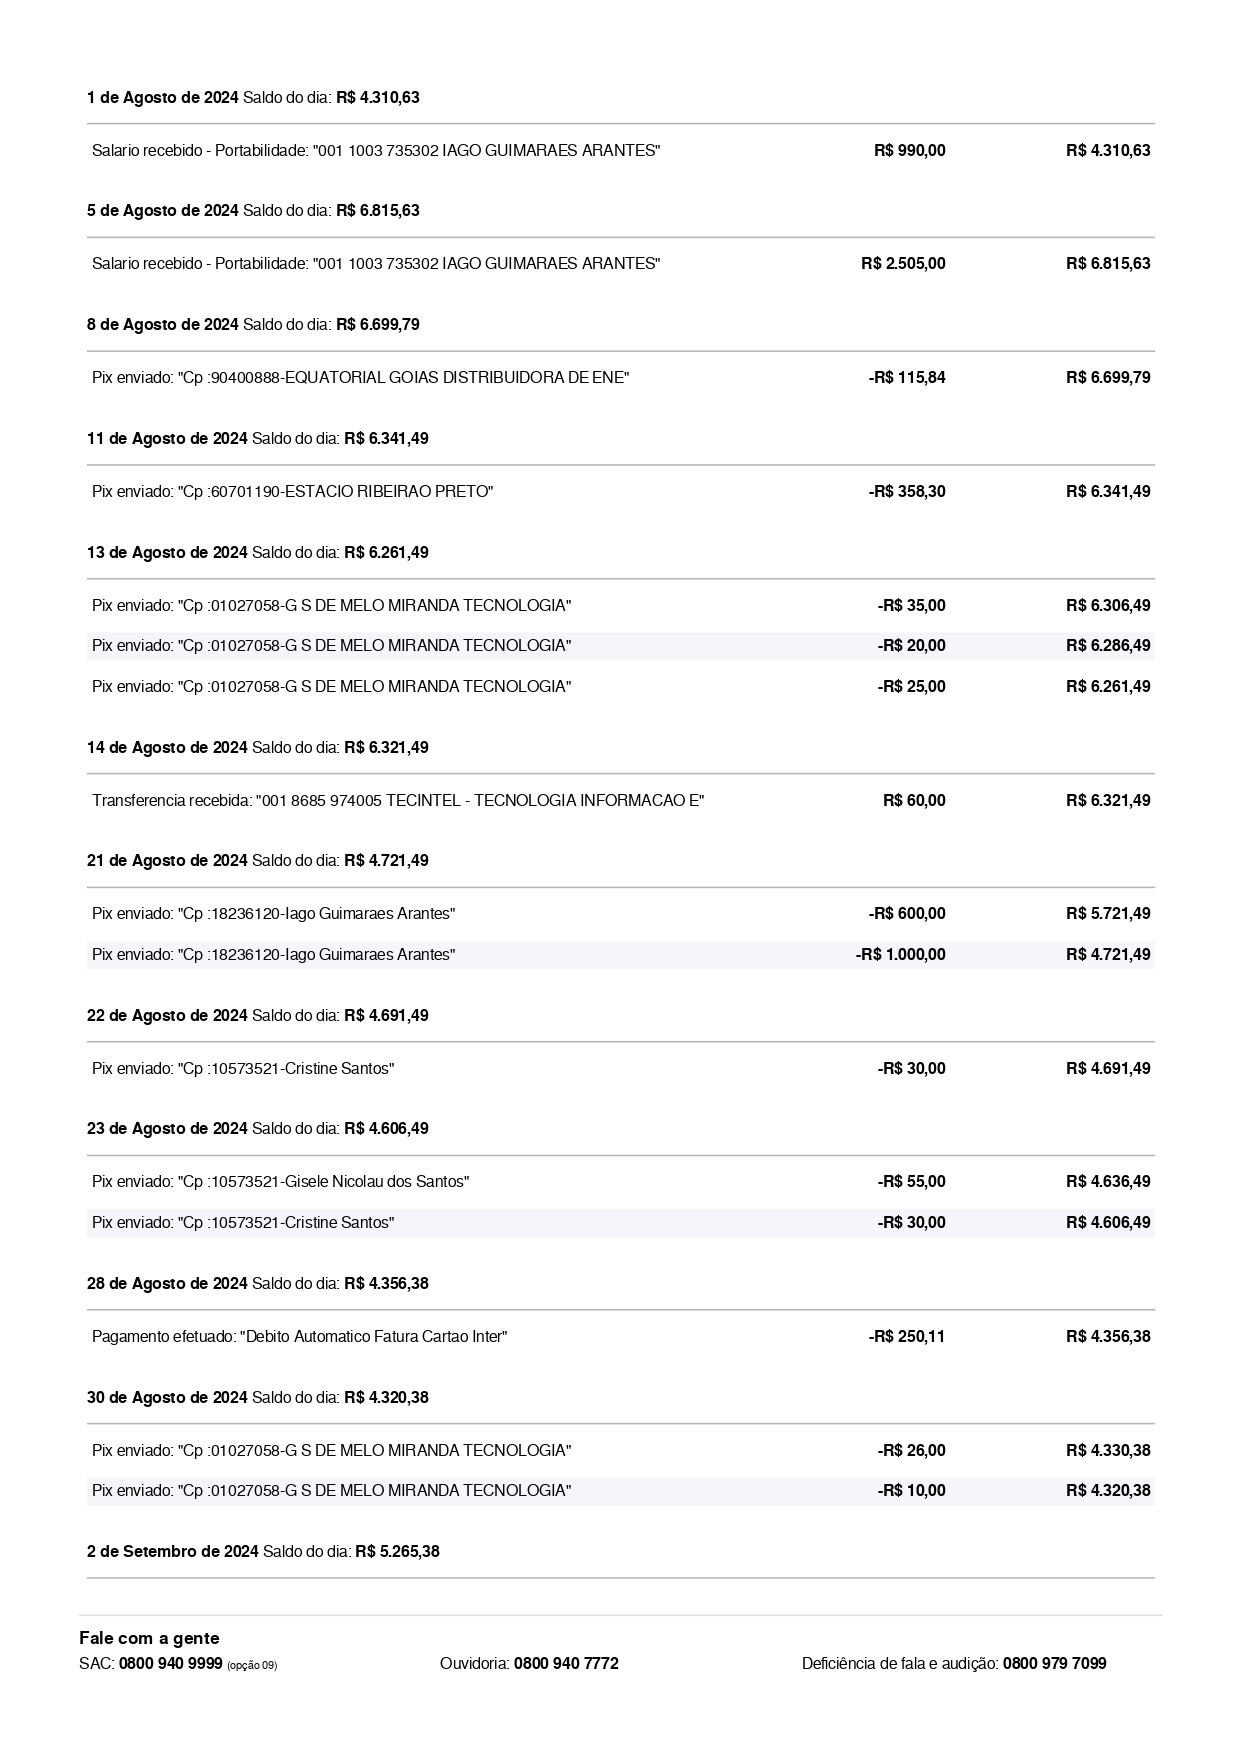 1 de Agosto de 2024 Saldo do dia: R$ 4.310,63
Salario recebido - Portabilidade: "001 1003 735302 IAGO GUIMARAES ARANTES" R$ 990,00 R$ 4.310,63
5 de Agosto de 2024 Saldo do dia: R$ 6.815,63
Salario recebido - Portabilidade: "001 1003 735302 IAGO GUIMARAES ARANTES" R$ 2.505,00 R$ 6.815,63
8 de Agosto de 2024 Saldo do dia: R$ 6.699,79
Pix enviado: "Cp :90400888-EQUATORIAL GOIAS DISTRIBUIDORA DE ENE" -R$ 115,84 R$ 6.699,79
11 de Agosto de 2024 Saldo do dia: R$ 6.341,49
Pix enviado: "Cp :60701190-ESTACIO RIBEIRAO PRETO" -R$ 358,30 R$ 6.341,49
13 de Agosto de 2024 Saldo do dia: R$ 6.261,49
Pix enviado: "Cp :01027058-G S DE MELO MIRANDA TECNOLOGIA" -R$ 35,00 R$ 6.306,49
Pix enviado: "Cp :01027058-G S DE MELO MIRANDA TECNOLOGIA" -R$ 20,00 R$ 6.286,49
Pix enviado: "Cp :01027058-G S DE MELO MIRANDA TECNOLOGIA" -R$ 25,00 R$ 6.261,49
14 de Agosto de 2024 Saldo do dia: R$ 6.321,49
Transferencia recebida: "001 8685 974005 TECINTEL - TECNOLOGIA INFORMACAO E" R$ 60,00 R$ 6.321,49
21 de Agosto de 2024 Saldo do dia: R$ 4.721,49
Pix enviado: "Cp :18236120-Iago Guimaraes Arantes" -R$ 600,00 R$ 5.721,49
Pix enviado: "Cp :18236120-Iago Guimaraes Arantes" -R$ 1.000,00 R$ 4.721,49
22 de Agosto de 2024 Saldo do dia: R$ 4.691,49
Pix enviado: "Cp :10573521-Cristine Santos" -R$ 30,00 R$ 4.691,49
23 de Agosto de 2024 Saldo do dia: R$ 4.606,49
Pix enviado: "Cp :10573521-Gisele Nicolau dos Santos" -R$ 55,00 R$ 4.636,49
Pix enviado: "Cp :10573521-Cristine Santos" -R$ 30,00 R$ 4.606,49
28 de Agosto de 2024 Saldo do dia: R$ 4.356,38
Pagamento efetuado: "Debito Automatico Fatura Cartao Inter" -R$ 250,11 R$ 4.356,38
30 de Agosto de 2024 Saldo do dia: R$ 4.320,38
Pix enviado: "Cp :01027058-G S DE MELO MIRANDA TECNOLOGIA" -R$ 26,00 R$ 4.330,38
Pix enviado: "Cp :01027058-G S DE MELO MIRANDA TECNOLOGIA" -R$ 10,00 R$ 4.320,38
2 de Setembro de 2024 Saldo do dia: R$ 5.265,38
Fale com a gente
SAC: 0800 940 9999 (opção 09) Ouvidoria: 0800 940 7772 Deficiência de fala e audição: 0800 979 7099